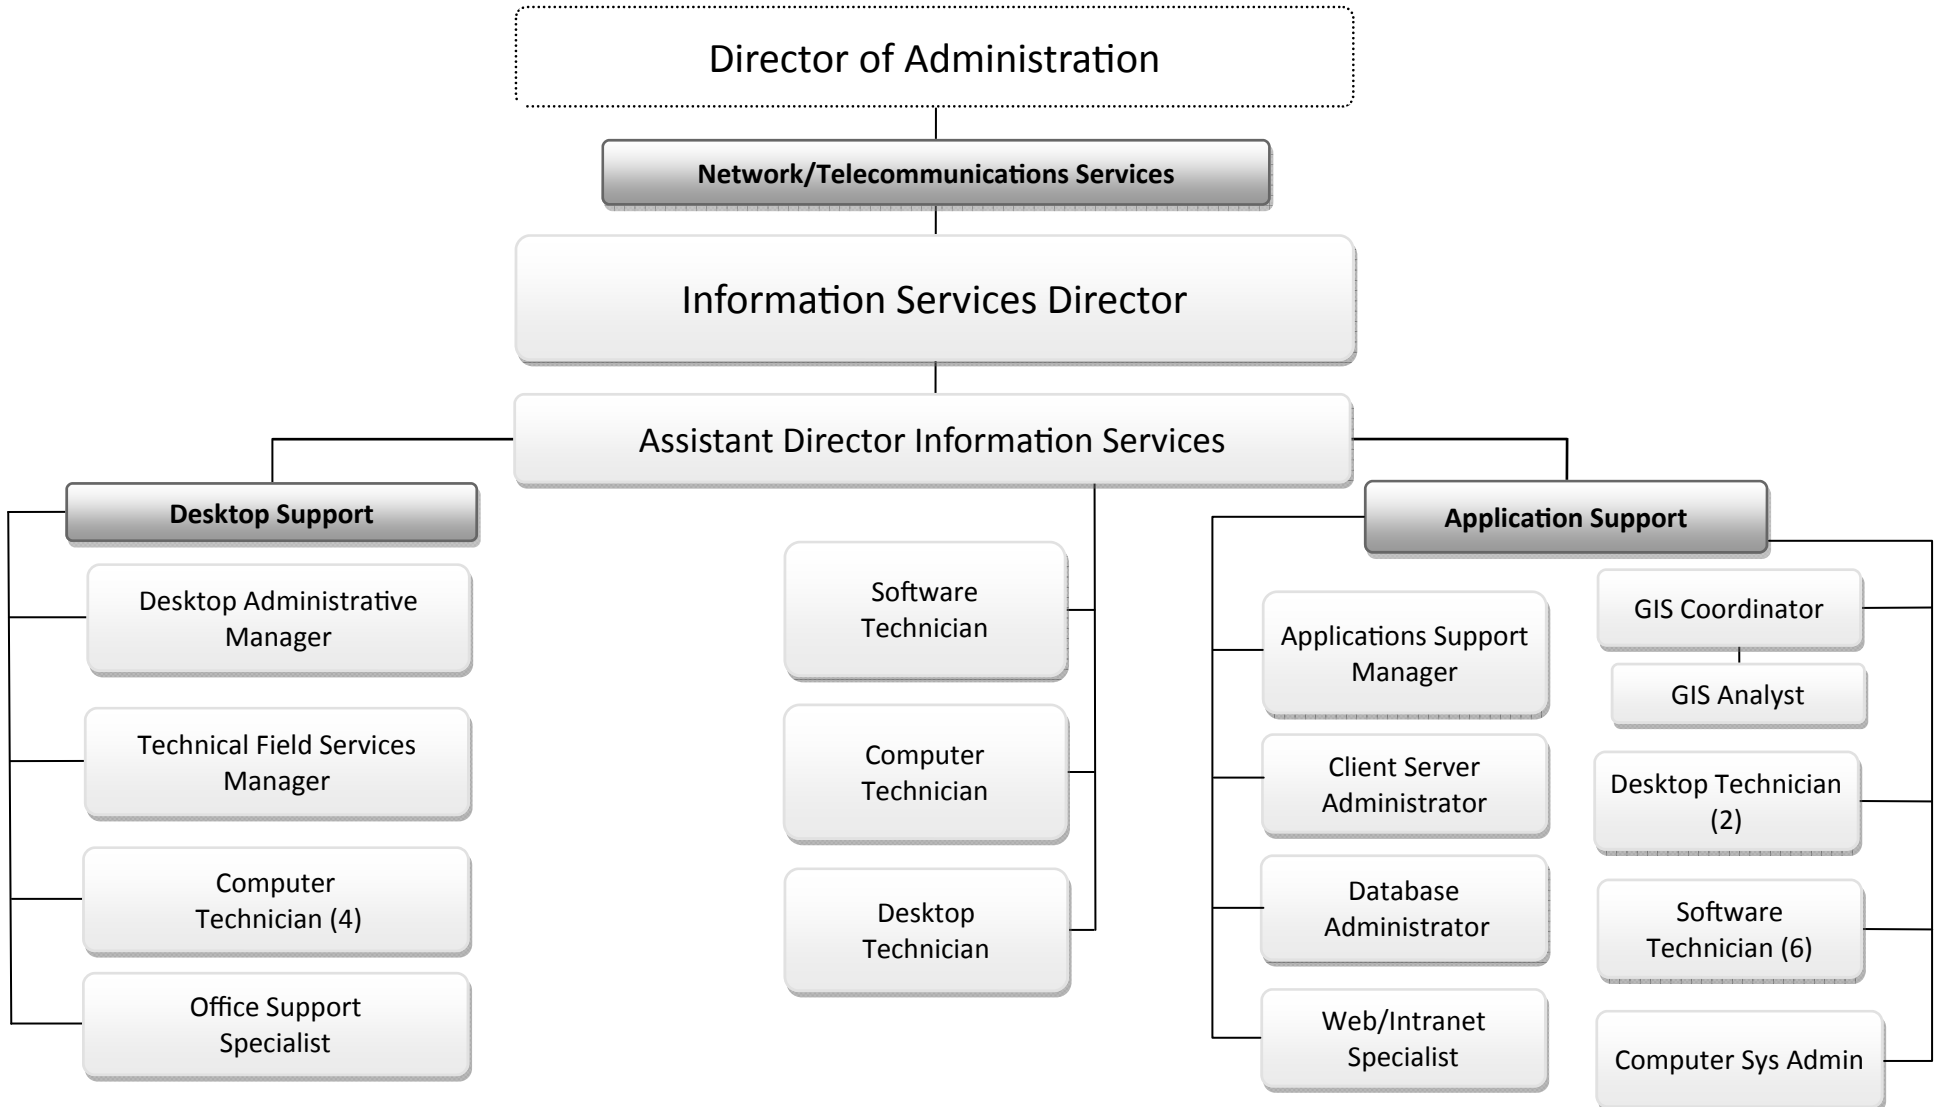 Director of Administration
Network/Telecommunications Services
Information Services Director
Assistant Director Information Services
Desktop Support
Desktop Administrative
Manager
Technical Field Services
Manager
Computer
Technician (4)
Office Support
Specialist
Software
Technician
Computer
Technician
Desktop
Technician
Application Support
Applications Support
Manager
Client Server
Administrator
Database
Administrator
Web/Intranet
Specialist
GIS Coordinator
GIS Analyst
Desktop Technician
(2)
Software
Technician (6)
Computer Sys Admin